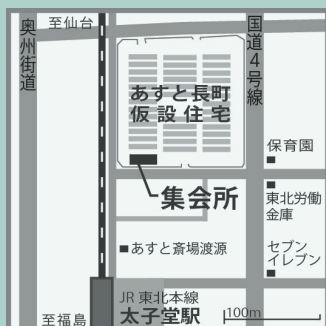 至仙台
奥州街道
国道4号線
あすと長町
仮設住宅
集会所
保育園
東北労働
金庫
あすと斎場渡源
セブン
イレブン
JR 東北本線
太子堂駅
100m
至福島